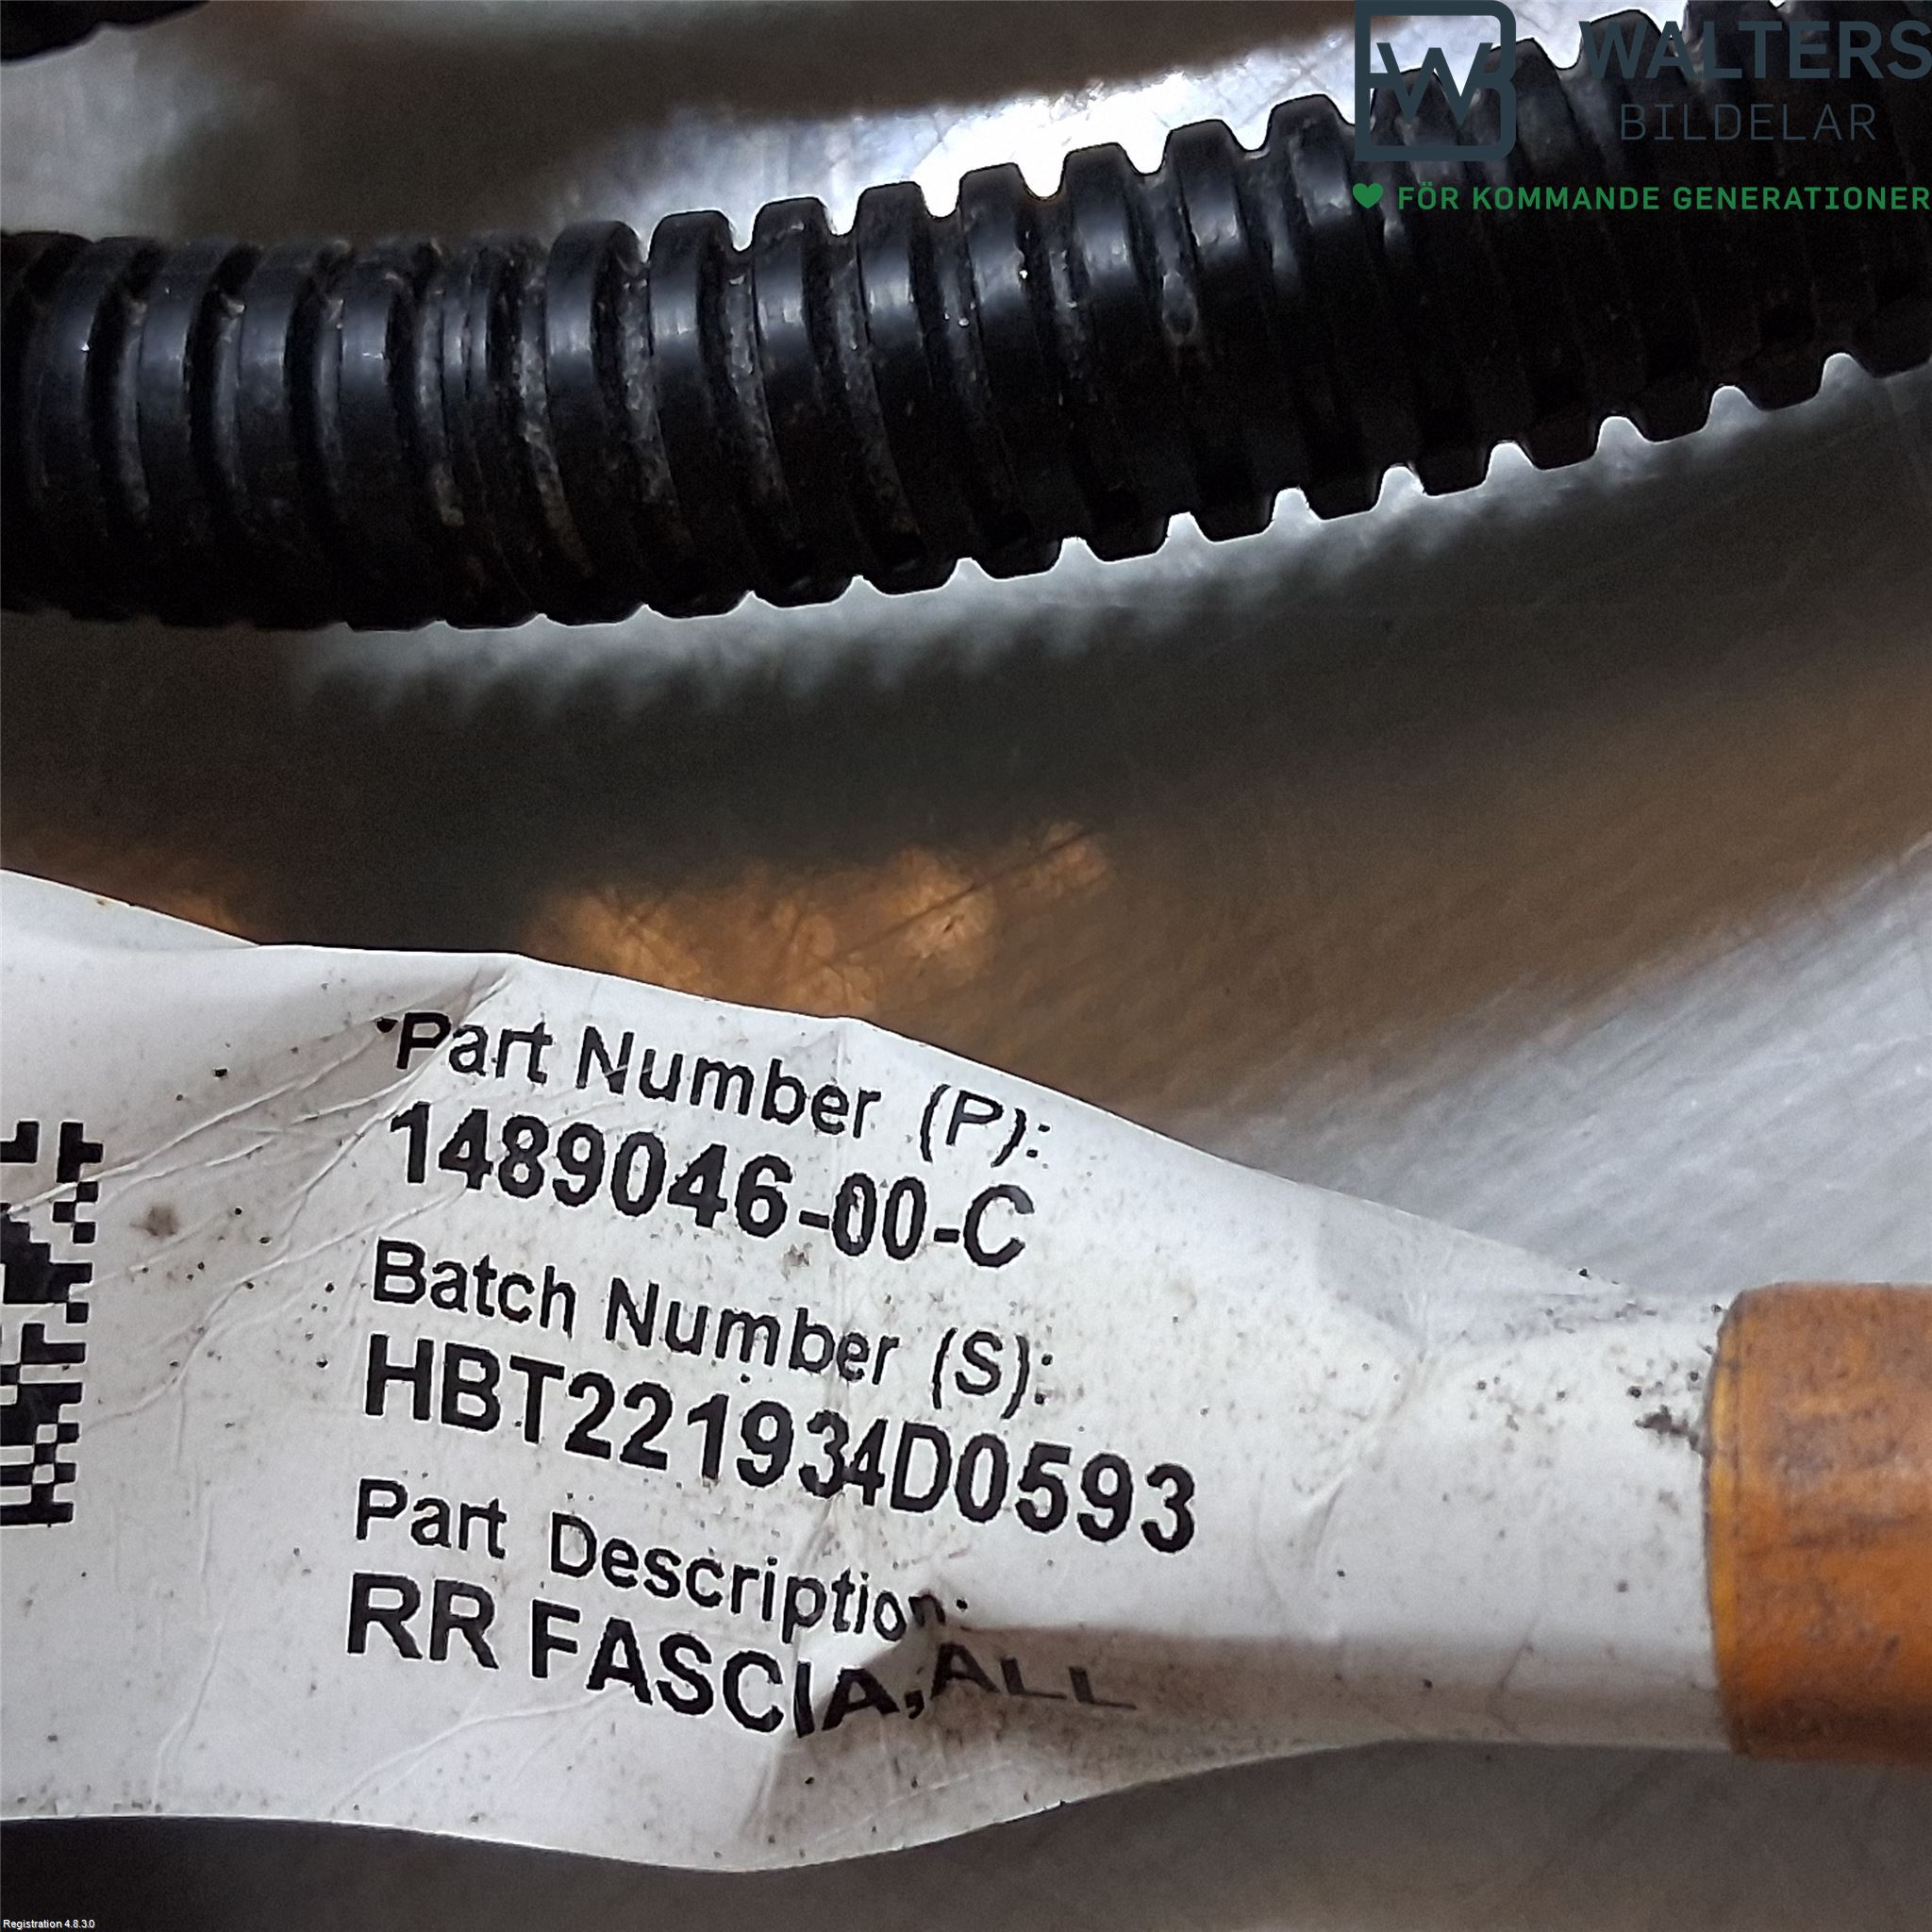 WALTERS
BILDELAR
FÖR KOMMANDE GENERATIONER
Part Number (P):
1489046-00-C
Batch Number (S):
HBT221934D0593
Part Description:
RR FASCIA,ALL
Registration 4.8.3.0